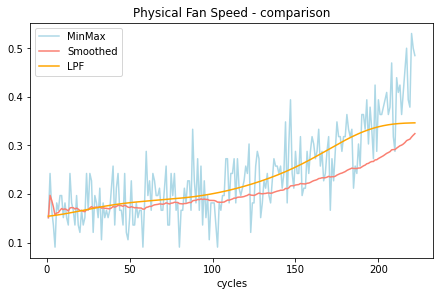 Physical Fan Speed - comparison
MinMax
Smoothed
LPF
0.5
0.4
0.3
0.2
0.1
0 50 100 150 200
cycles